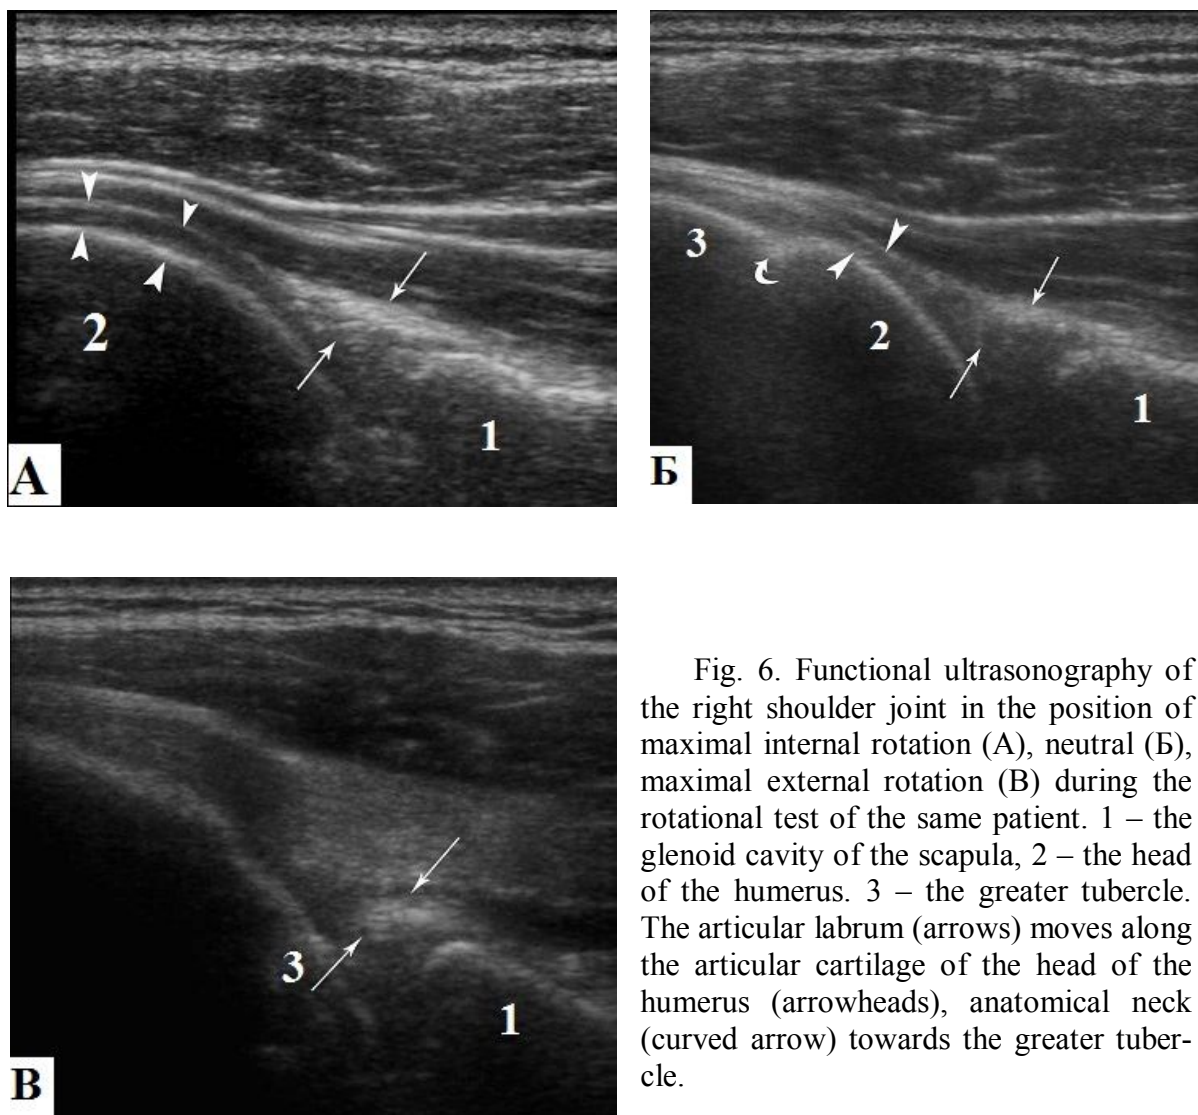 2
1
А
3
2
1
Б
3
1
В
Fig. 6. Functional ultrasonography of
the right shoulder joint in the position of
maximal internal rotation (А), neutral (Б),
maximal external rotation (В) during the
rotational test of the same patient. 1 – the
glenoid cavity of the scapula, 2 – the head
of the humerus. 3 – the greater tubercle.
The articular labrum (arrows) moves along
the articular cartilage of the head of the
humerus (arrowheads), anatomical neck
(curved arrow) towards the greater tuber-
cle.